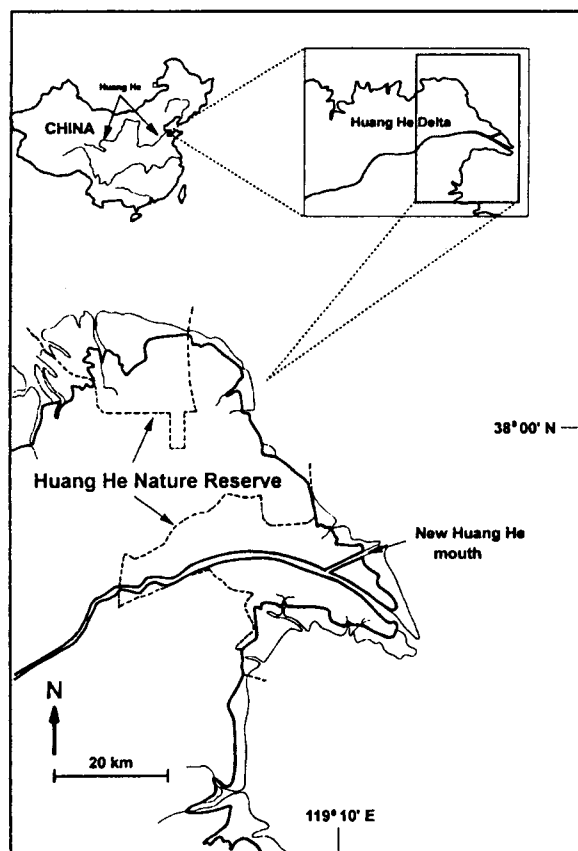 Huang He
CHINA
Huang He Delta
38° 00' N
Huang He Nature Reserve
New Huang He
mouth
N
20 km
119° 10' E